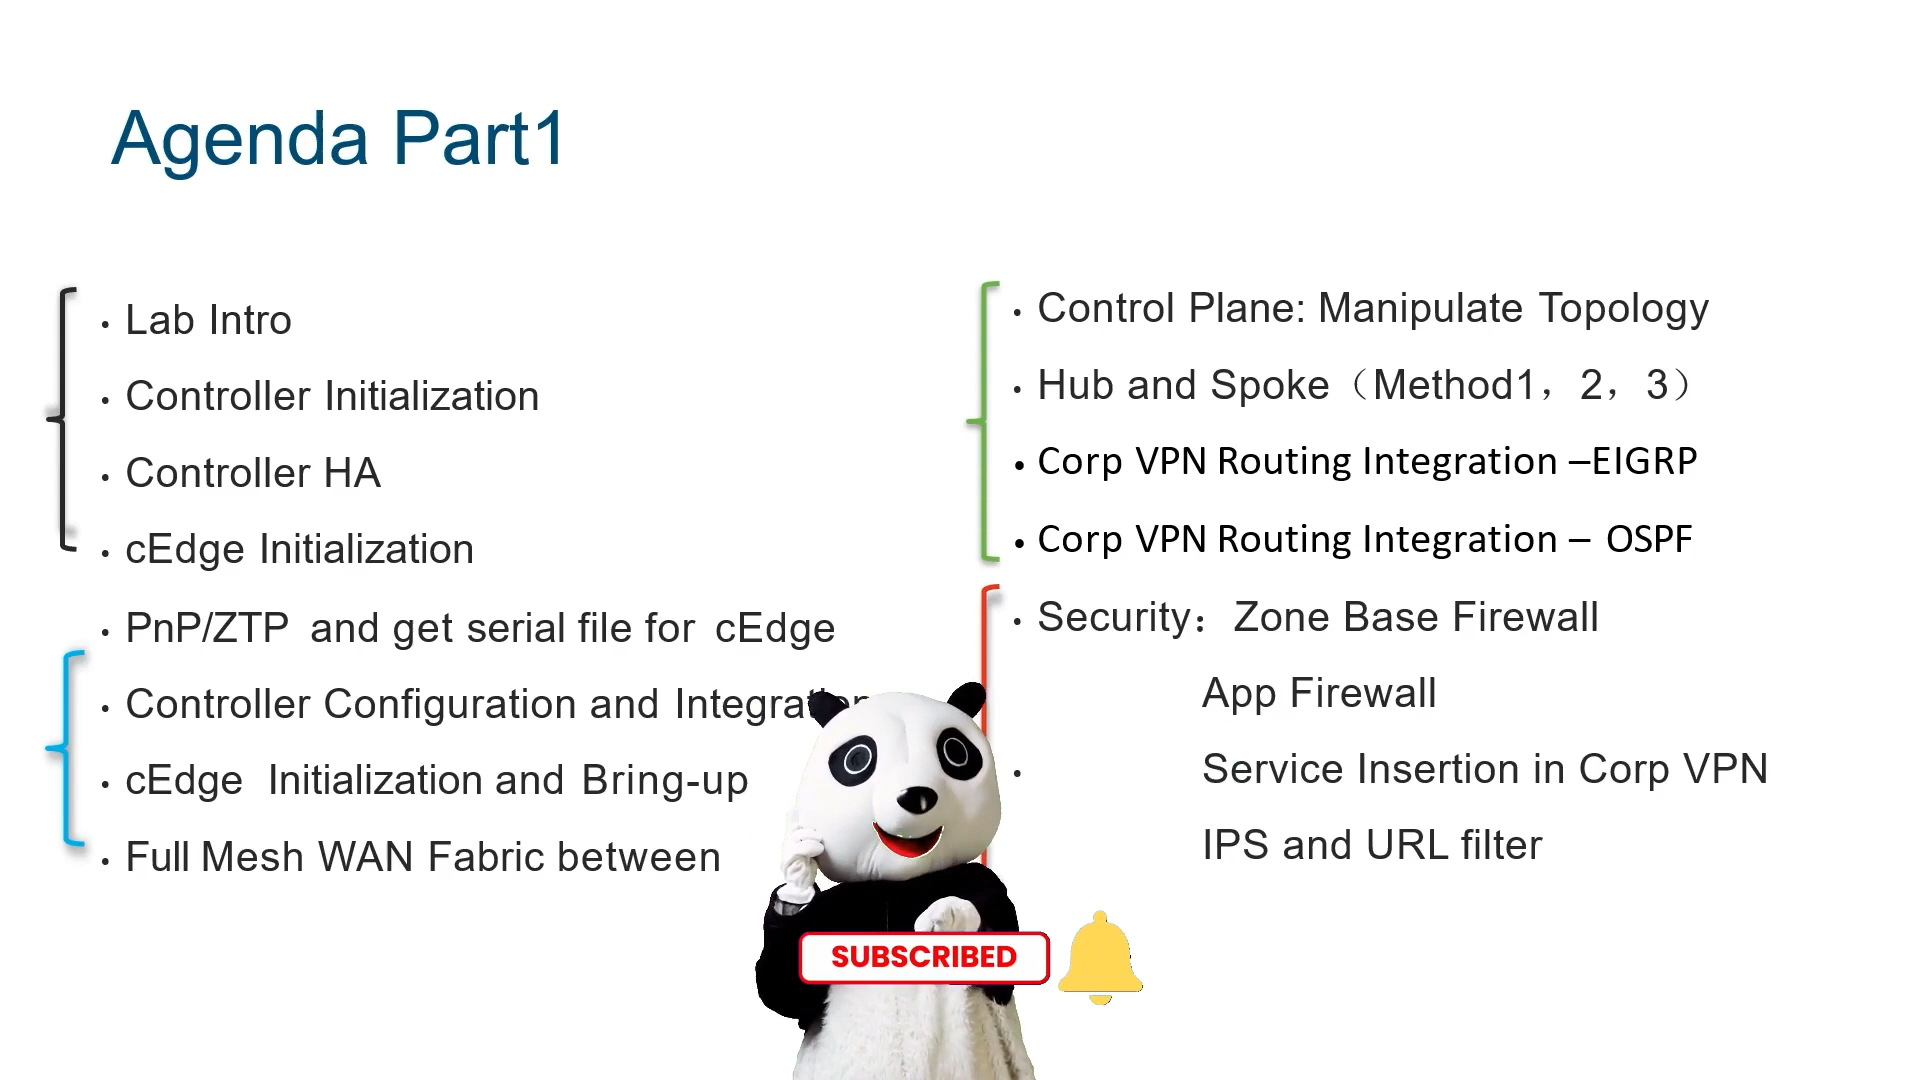 Agenda Part1
• Lab Intro
• Controller Initialization
• Controller HA
• cEdge Initialization
• PnP/ZTP and get serial file for cEdge
• Controller Configuration and Integration
• cEdge Initialization and Bring-up
• Full Mesh WAN Fabric between
• Control Plane: Manipulate Topology
• Hub and Spoke（Method1，2，3）
• Corp VPN Routing Integration –EIGRP
• Corp VPN Routing Integration – OSPF
• Security：Zone Base Firewall
App Firewall
• Service Insertion in Corp VPN
IPS and URL filter
SUBSCRIBED